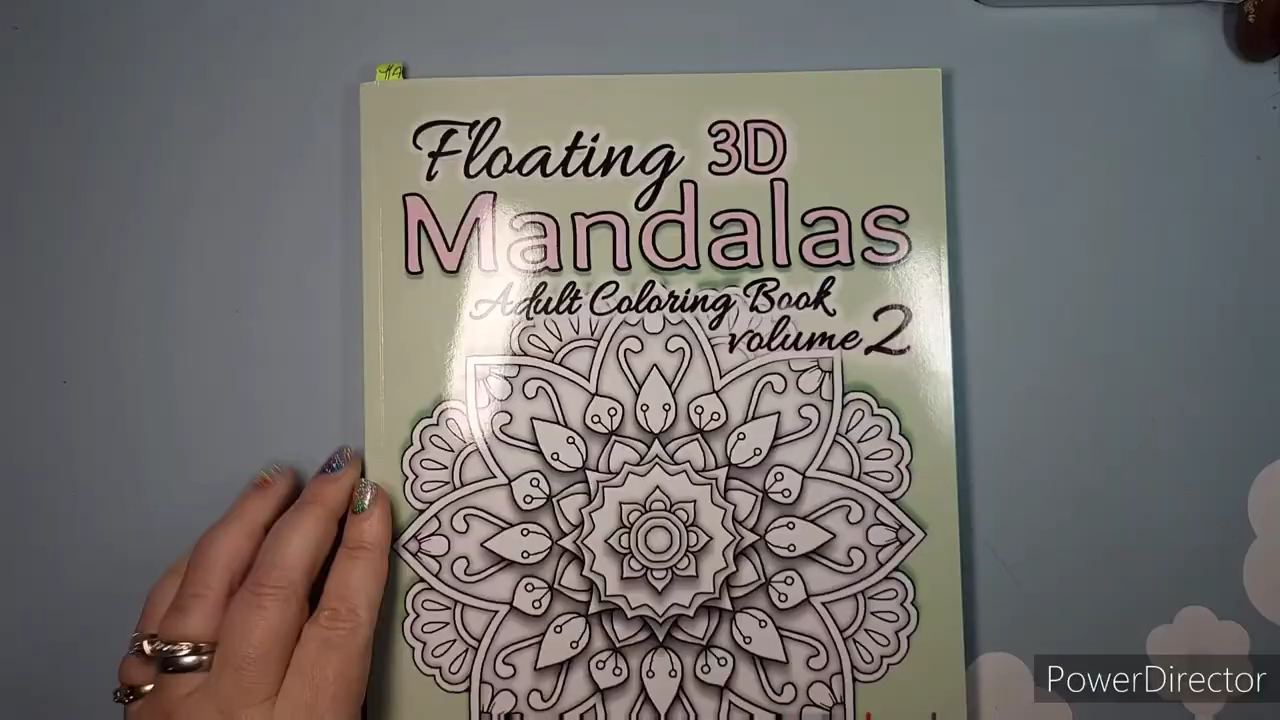 Floating 3D
Mandalas
Adult Coloring Book
volume 2
PowerDirector